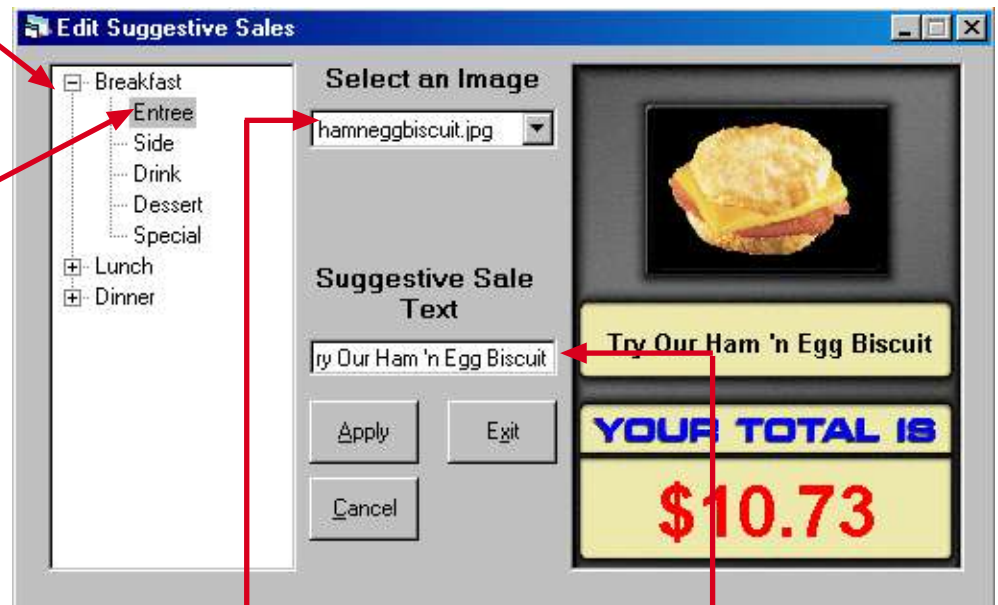 Edit Suggestive Sales
Breakfast
Entree
Side
Drink
Dessert
Special
Lunch
Dinner
Select an Image
hamneggbiscuit.jpg
Suggestive Sale
Text
ry Our Ham 'n Egg Biscuit
Apply
Exit
Cancel
Try Our Ham 'n Egg Biscuit
YOUR TOTAL IS
$10.73